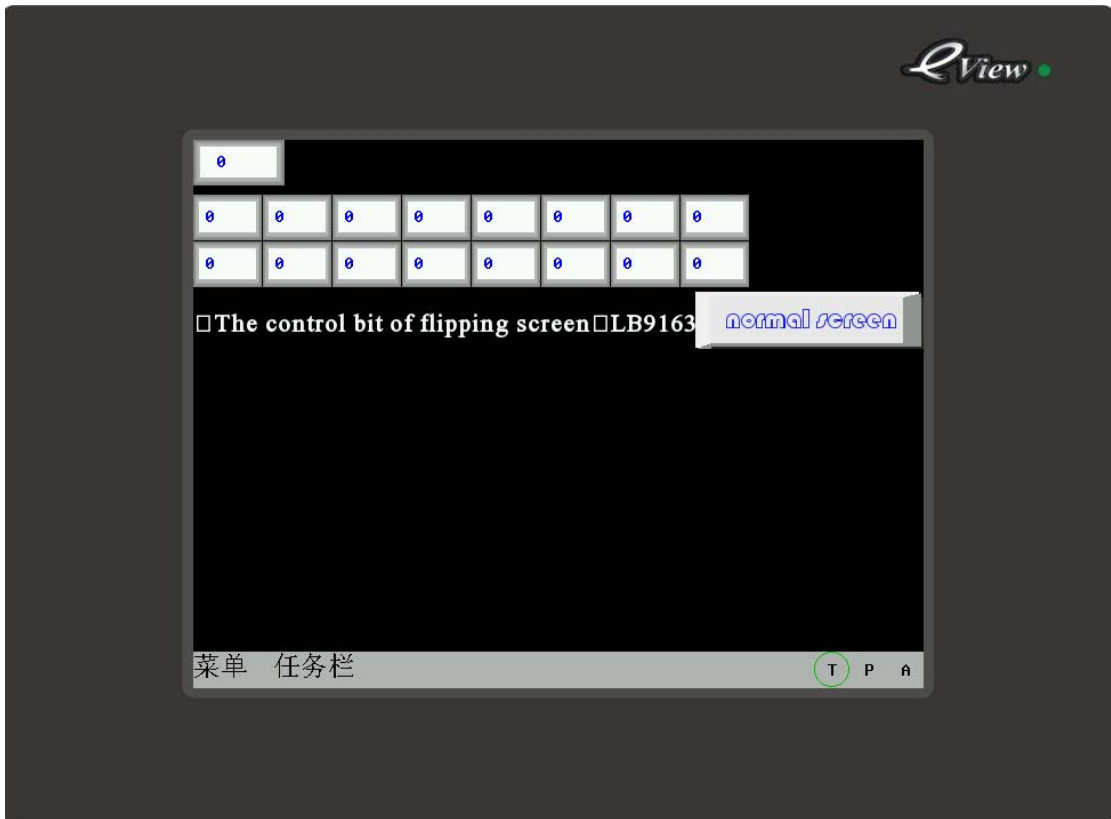 eView
0
0 0 0 0 0 0 0 0
0 0 0 0 0 0 0 0
□The control bit of flipping screen□LB9163 normal screen
菜单 任务栏 T P A